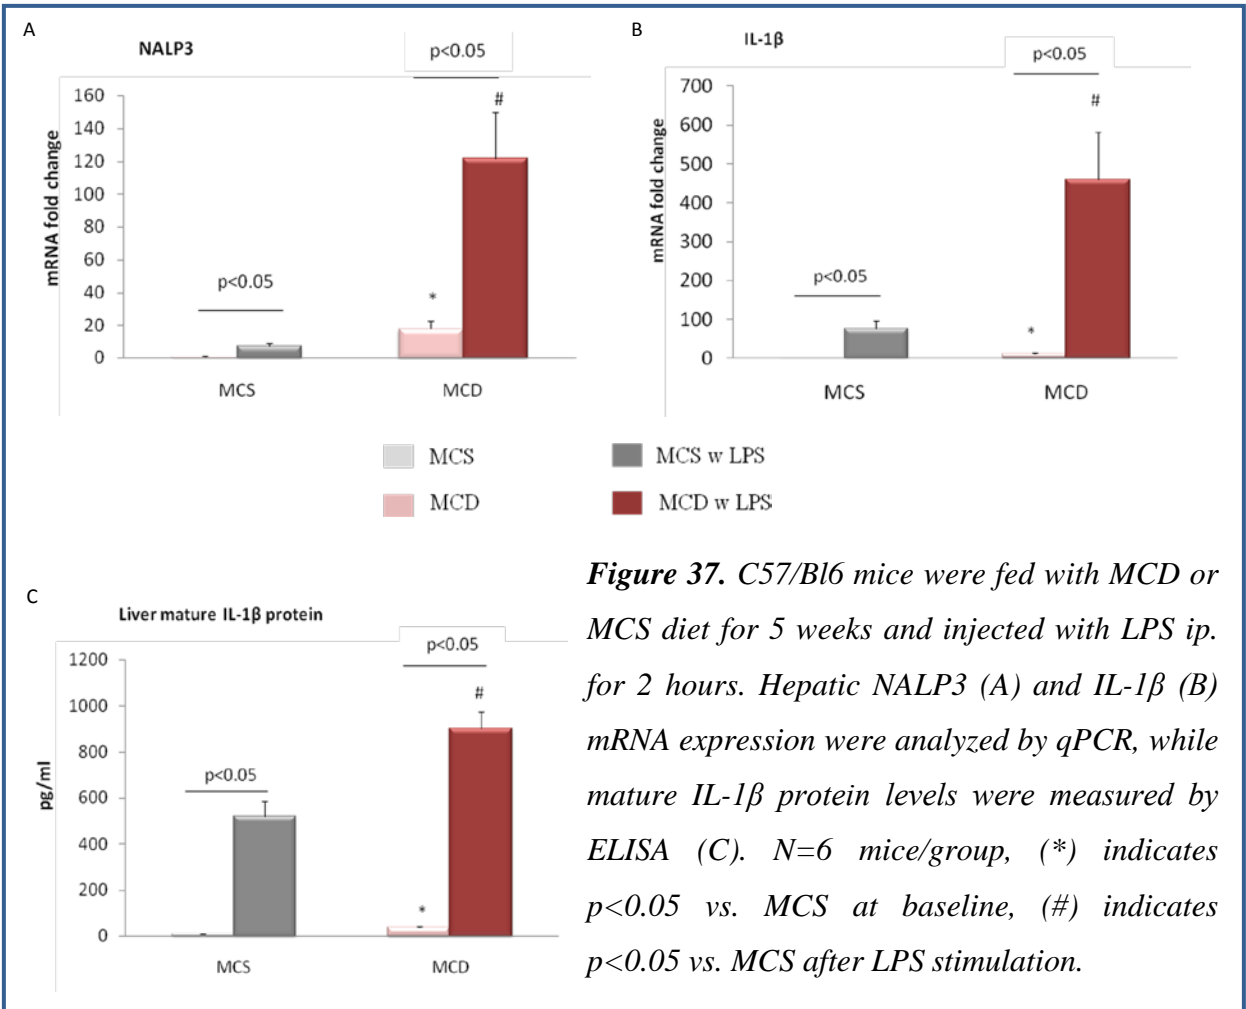 A
NALP3
p<0.05
#
mRNA fold change
160
140
120
100
80
60
40
20
0
p<0.05
*
MCS
MCD
B
IL-1β
p<0.05
#
mRNA fold change
700
600
500
400
300
200
100
0
p<0.05
*
MCS
MCD
MCS
MCS w LPS
MCD
MCD w LPS
C
Liver mature IL-1β protein
p<0.05
#
pg/ml
1200
1000
800
600
400
200
0
p<0.05
*
MCS
MCD
Figure 37. C57/Bl6 mice were fed with MCD or
MCS diet for 5 weeks and injected with LPS ip.
for 2 hours. Hepatic NALP3 (A) and IL-1β (B)
mRNA expression were analyzed by qPCR, while
mature IL-1β protein levels were measured by
ELISA (C). N=6 mice/group, (*) indicates
p<0.05 vs. MCS at baseline, (#) indicates
p<0.05 vs. MCS after LPS stimulation.